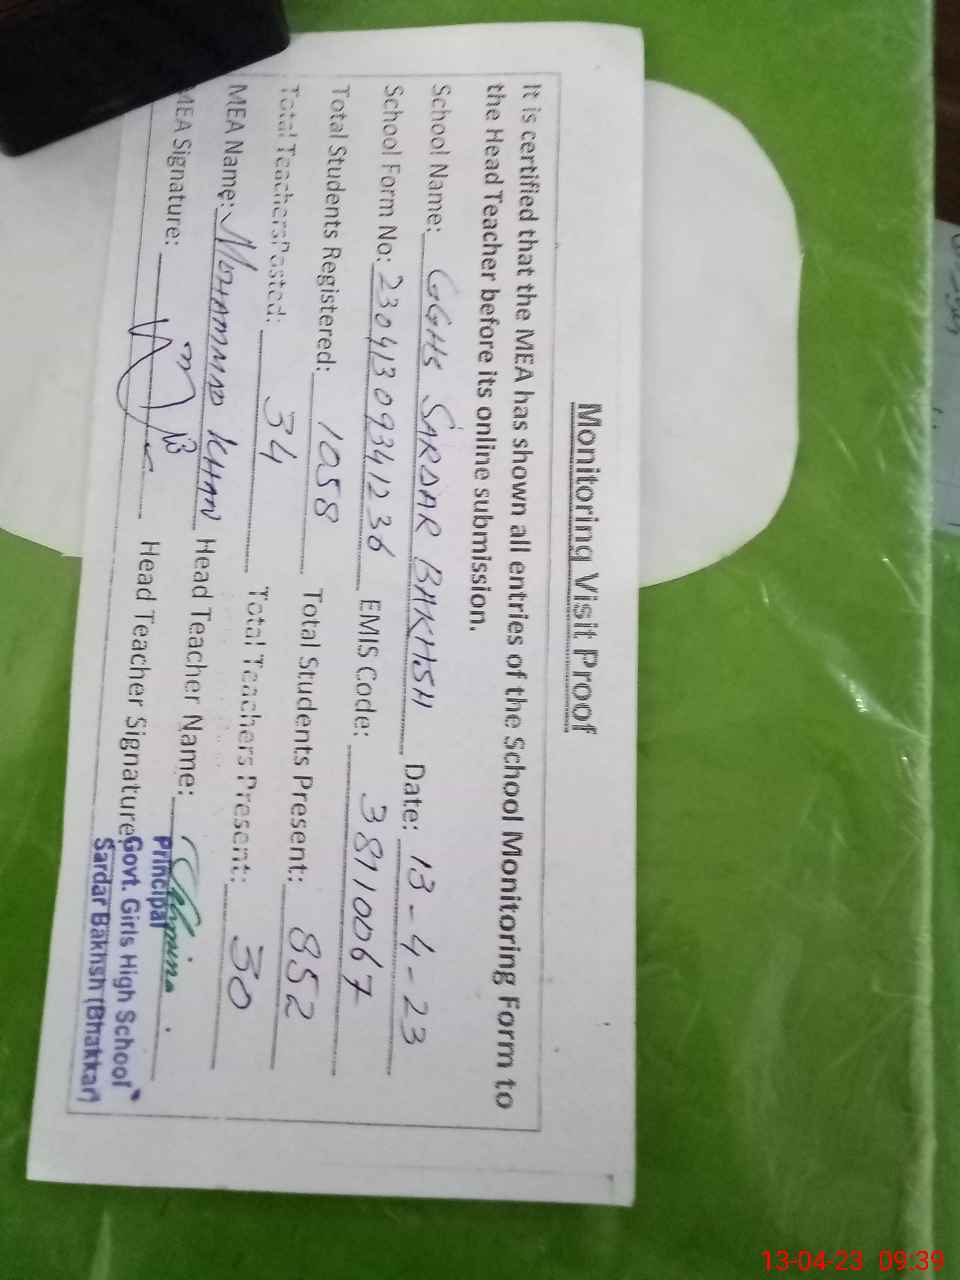 Monitoring Visit Proof
It is certified that the MEA has shown all entries of the School Monitoring Form to
the Head Teacher before its online submission.
School Name: GGHS SARDAR BAKHSH Date: 13-4-23
School Form No: 230413093412 36 EMIS Code: 38110067
Total Students Registered: 1058 Total Students Present: 852
Total Teachers Posted: 34 Total Teachers Present: 30
MEA Name: MOHAMMAD KHAN Head Teacher Name:
MEA Signature: Head Teacher Signature:
Principal
Govt. Girls High School
Sardar Bakhsh (Bhakkar)
13-04-23 09:39